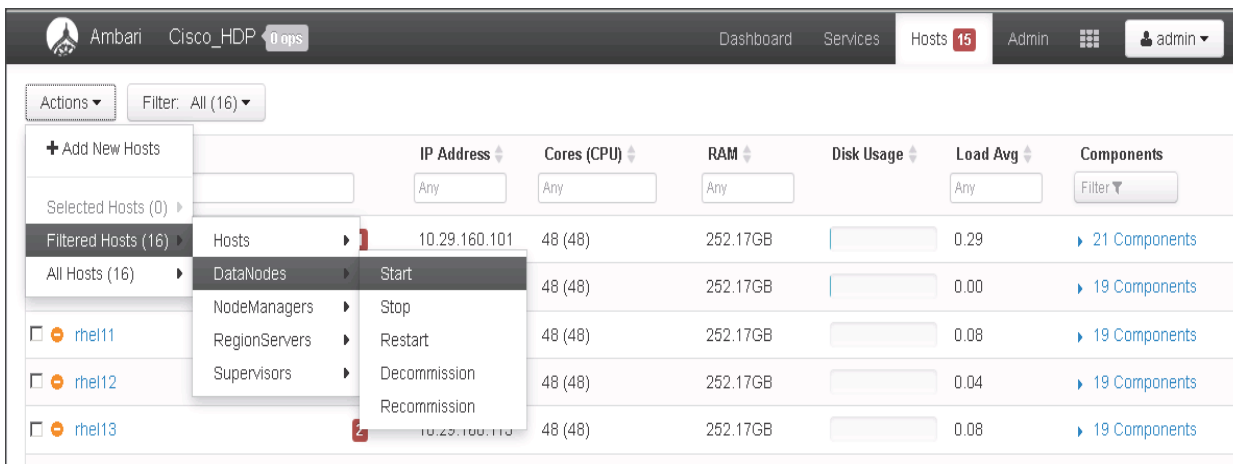 Ambari Cisco_HDP 0 ops Dashboard Services Hosts 15 Admin admin
Actions Filter: All (16)
+ Add New Hosts
IP Address Cores (CPU) RAM Disk Usage Load Avg Components
Any Any Any Any Filter
Selected Hosts (0)
Filtered Hosts (16) Hosts 10.29.160.101 48 (48) 252.17GB 0.29 21 Components
All Hosts (16) DataNodes Start 48 (48) 252.17GB 0.00 19 Components
NodeManagers Stop
rhel11 RegionServers Restart 48 (48) 252.17GB 0.08 19 Components
rhel12 Supervisors Decommission 48 (48) 252.17GB 0.04 19 Components
Recommission
rhel13 2 48 (48) 252.17GB 0.08 19 Components